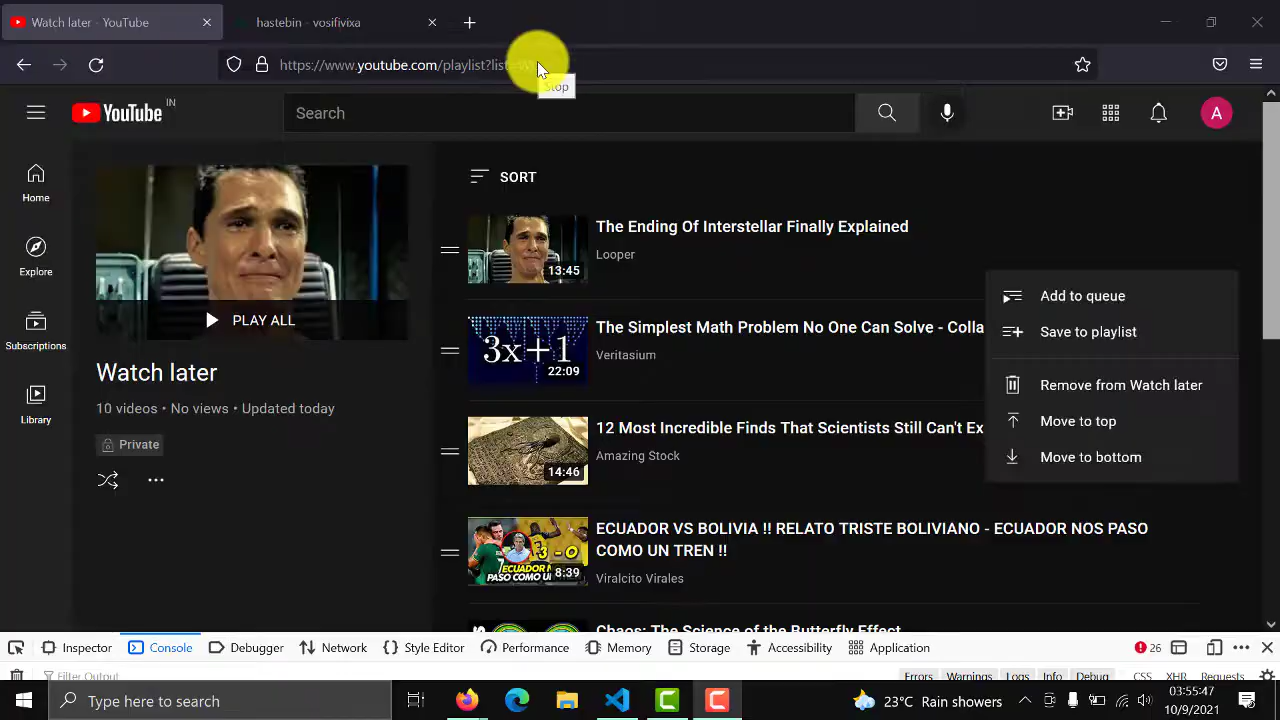 Watch later - YouTube
hastebin - vosifivixa
https://www.youtube.com/playlist?list=
Stop
YouTube IN
Search
A
Home
Explore
Subscriptions
Library
PLAY ALL
Watch later
10 videos • No views • Updated today
Private
SORT
The Ending Of Interstellar Finally Explained
Looper
13:45
The Simplest Math Problem No One Can Solve - Colla
Veritasium
3x+1
22:09
12 Most Incredible Finds That Scientists Still Can't Ex
Amazing Stock
14:46
ECUADOR VS BOLIVIA !! RELATO TRISTE BOLIVIANO - ECUADOR NOS PASO
COMO UN TREN !!
Viralcito Virales
3-0
ECUADOR NOS
PASO COMO UN
8:39
Chaos: The Science of the Butterfly Effect
Add to queue
Save to playlist
Remove from Watch later
Move to top
Move to bottom
Inspector
Console
Debugger
Network
Style Editor
Performance
Memory
Storage
Accessibility
Application
26
Filter Output
Errors
Warnings
Logs
Info
Debug
CSS
XHR
Requests
Type here to search
23°C Rain showers
03:55:47
10/9/2021